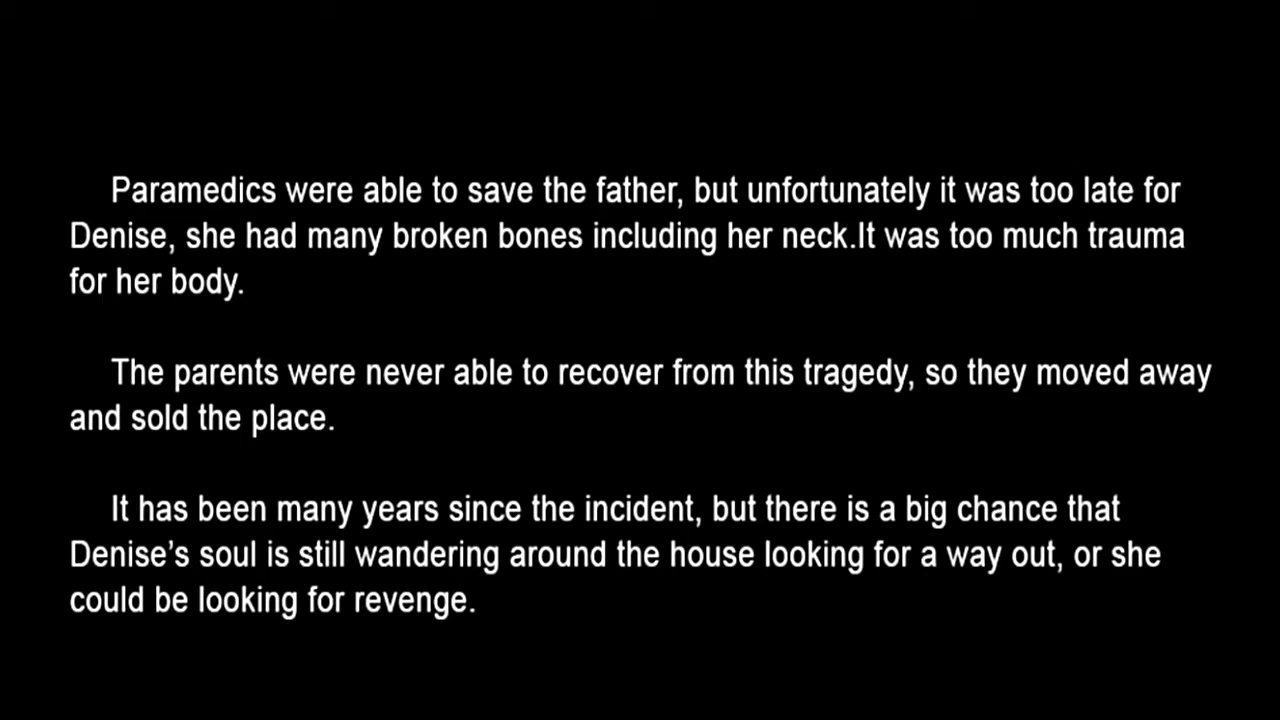 Paramedics were able to save the father, but unfortunately it was too late for
Denise, she had many broken bones including her neck.It was too much trauma
for her body.
The parents were never able to recover from this tragedy, so they moved away
and sold the place.
It has been many years since the incident, but there is a big chance that
Denise’s soul is still wandering around the house looking for a way out, or she
could be looking for revenge.